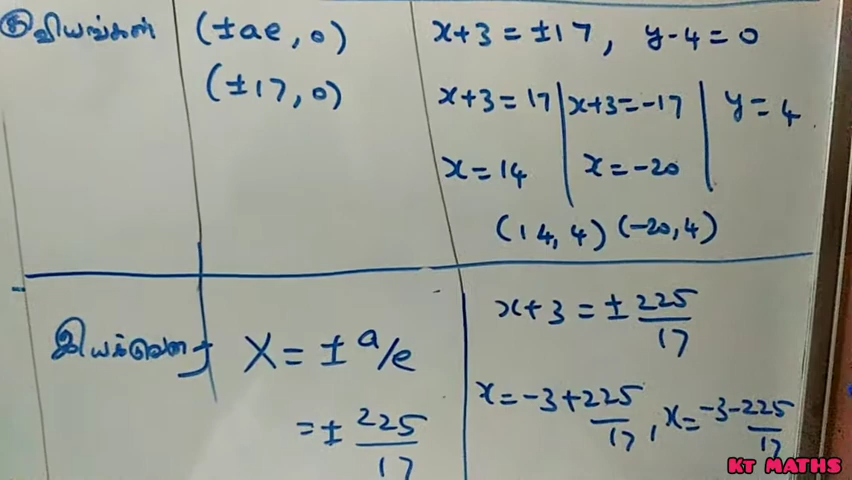 குவியங்கள் (±ae, 0) x+3 = ±17, y-4 = 0
(±17, 0) x+3 = 17 | x+3 = -17 | y = 4
x = 14 | x = -20
(14, 4) (-20, 4)
இயக்குவரை X = ±a/e x+3 = ±225/17
= ±225/17 x = -3+225/17, x = -3-225/17
KT MATHS